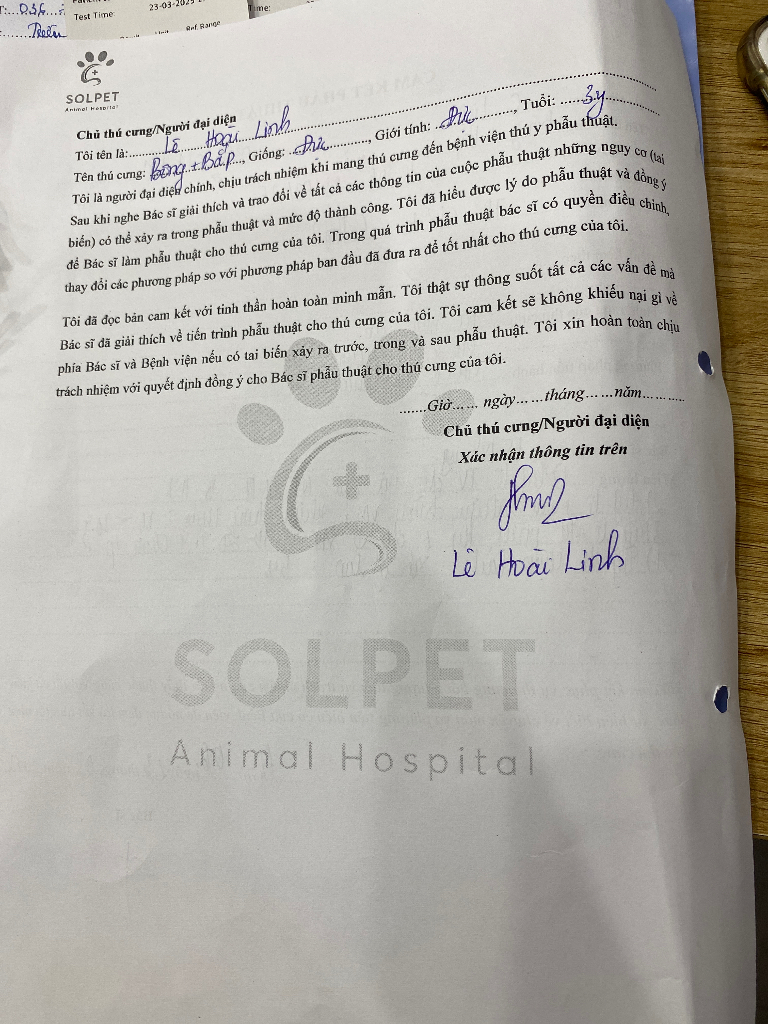 036
Test Time:
23-03-202
ime:
Unit
Ref. Range
SOLPET
Animal Hospital
Chủ thú cưng/Người đại diện
Tôi tên là: Lê Hoài Linh
Tên thú cưng: Bông + Bắp, Giống: Đực, Giới tính: Đực, Tuổi: 3y
Tôi là người đại diện chính, chịu trách nhiệm khi mang thú cưng đến bệnh viện thú y phẫu thuật.
Sau khi nghe Bác sĩ giải thích và trao đổi về tất cả các thông tin của cuộc phẫu thuật những nguy cơ (tai
biến) có thể xảy ra trong phẫu thuật và mức độ thành công. Tôi đã hiểu được lý do phẫu thuật và đồng ý
để Bác sĩ làm phẫu thuật cho thú cưng của tôi. Trong quá trình phẫu thuật bác sĩ có quyền điều chỉnh,
thay đổi các phương pháp so với phương pháp ban đầu đã đưa ra để tốt nhất cho thú cưng của tôi.
Tôi đã đọc bản cam kết với tinh thần hoàn toàn minh mẫn. Tôi thật sự thông suốt tất cả các vấn đề mà
Bác sĩ đã giải thích về tiến trình phẫu thuật cho thú cưng của tôi. Tôi cam kết sẽ không khiếu nại gì về
phía Bác sĩ và Bệnh viện nếu có tai biến xảy ra trước, trong và sau phẫu thuật. Tôi xin hoàn toàn chịu
trách nhiệm với quyết định đồng ý cho Bác sĩ phẫu thuật cho thú cưng của tôi.
.......Giờ...... ngày......tháng......năm...........
Chủ thú cưng/Người đại diện
Xác nhận thông tin trên
Lê Hoài Linh
SOLPET
Animal Hospital